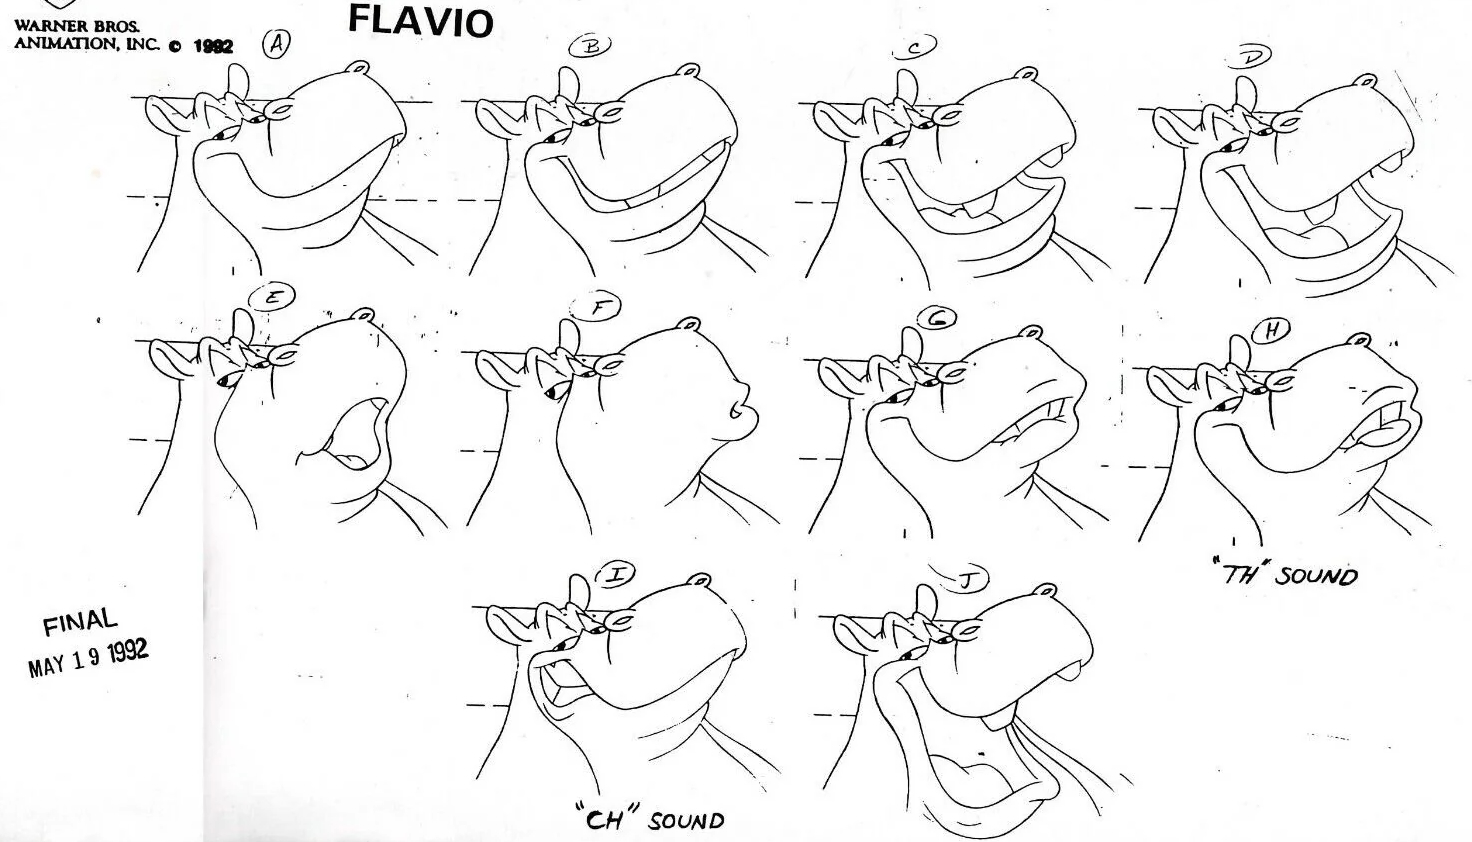 FLAVIO
WARNER BROS.
ANIMATION, INC. © 1992
A
B
C
D
E
F
G
H
"TH" SOUND
I
J
FINAL
MAY 19 1992
"CH" SOUND